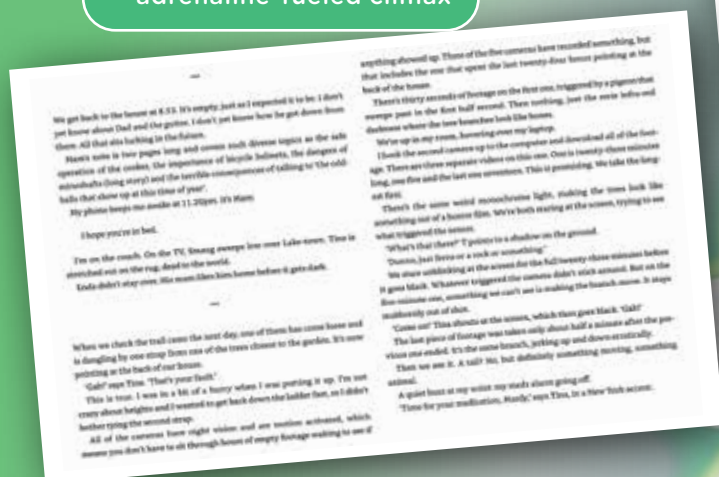 adrenaline-fueled climax
We get back to the house at 8.55. It's empty, just as I expected it to be. I don't
yet know about Dad and the gutter. I don't yet know how he got down from
there. All that sits lurking in the future.
Mam's note is two pages long and covers such diverse topics as the safe
operation of the cooker, the importance of bicycle helmets, the dangers of
(long story) and the terrible consequences of talking to 'the odd-
balls that show up at this time of year'.
My phone beeps me awake at 11.20pm. It's Mam:
I hope you're in bed.
I'm on the couch. On the TV, Smaug sweeps low over Lake-town. Tina is
stretched out on the rug, dead to the world.
Enda didn't stay over. His mum likes him home before it gets dark.
When we check the trail cams the next day, one of them has come loose and
is dangling by one strap from one of the trees closest to the garden. It's now
pointing at the back of our house.
'Gah!' says Tina. 'That's your fault.'
This is true. I was in a bit of a hurry when I was putting it up. I'm not
crazy about heights and I wanted to get back down the ladder fast, so I didn't
bother tying the second strap.
All of the cameras have night vision and are motion activated, which
means you don't have to sit through hours of empty footage waiting to see if
anything showed up. Three of the five cameras have recorded something, but
that includes the one that spent the last twenty-four hours pointing at the
back of the house.
There's thirty seconds of footage on the first one, triggered by a pigeon that
swoops past in the first half second. Then nothing, just the eerie infra-red
darkness where the tree branches look like bones.
We're up in my room, hovering over my laptop.
I hook the second camera up to the computer and download all of the foot-
age. There are three separate videos on this one. One is twenty-three minutes
long, one five and the last one seventeen. This is promising. We take the long-
est first.
There's the same weird monochrome light, making the trees look like
something out of a horror film. We're both staring at the screen, trying to see
what triggered the sensor.
'What's that there?' T points to a shadow on the ground.
'Dunno, just ferns or a rock or something.'
We stare unblinking at the screen for the full twenty-three minutes before
it goes black. Whatever triggered the camera didn't stick around. But on the
five-minute one, something we can't see is making the branch move. It stays
stubbornly out of shot.
'Come on!' Tina shouts at the screen, which then goes black. 'Gah!'
The last piece of footage was taken only about half a minute after the pre-
vious one ended. It's the same branch, jerking up and down erratically.
Then we see it. A tail? No, but definitely something moving, something
animal.
A quiet buzz at my wrist: my meds alarm going off.
'Time for your medication, Hardy,' says Tina, in a New York accent.